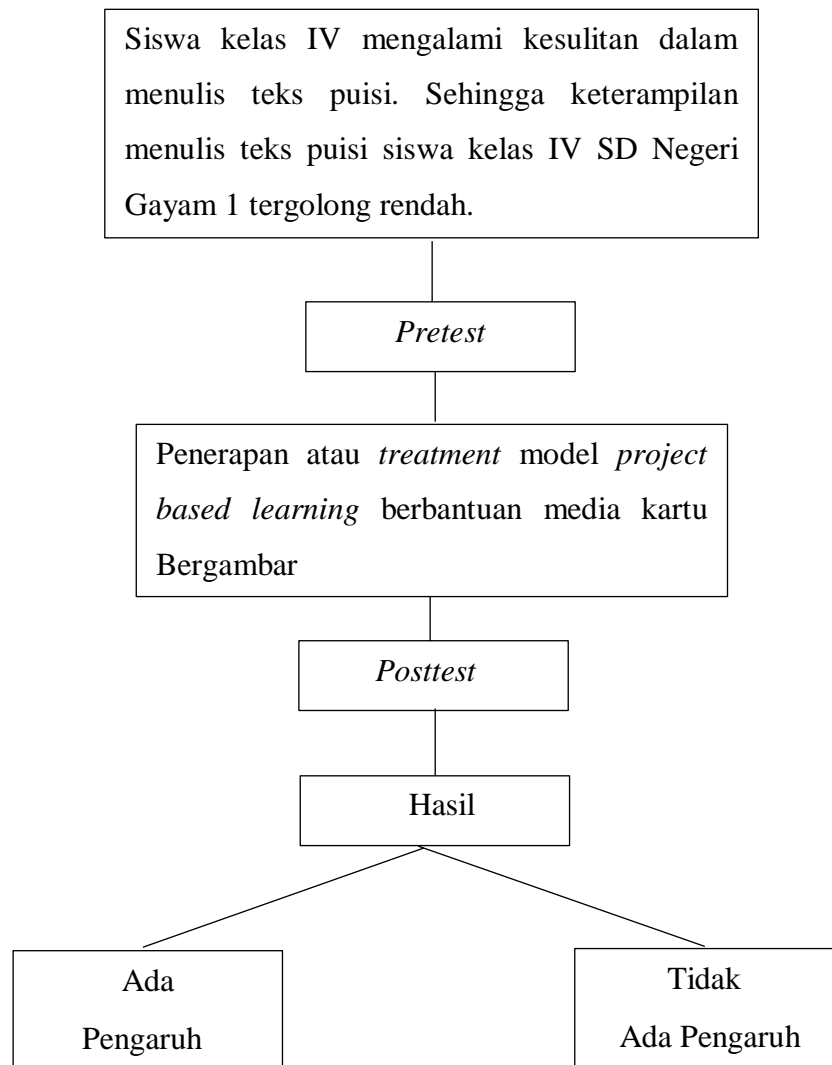 Siswa kelas IV mengalami kesulitan dalam
menulis teks puisi. Sehingga keterampilan
menulis teks puisi siswa kelas IV SD Negeri
Gayam 1 tergolong rendah.
Pretest
Penerapan atau treatment model project
based learning berbantuan media kartu
Bergambar
Posttest
Hasil
Ada
Pengaruh
Tidak
Ada Pengaruh